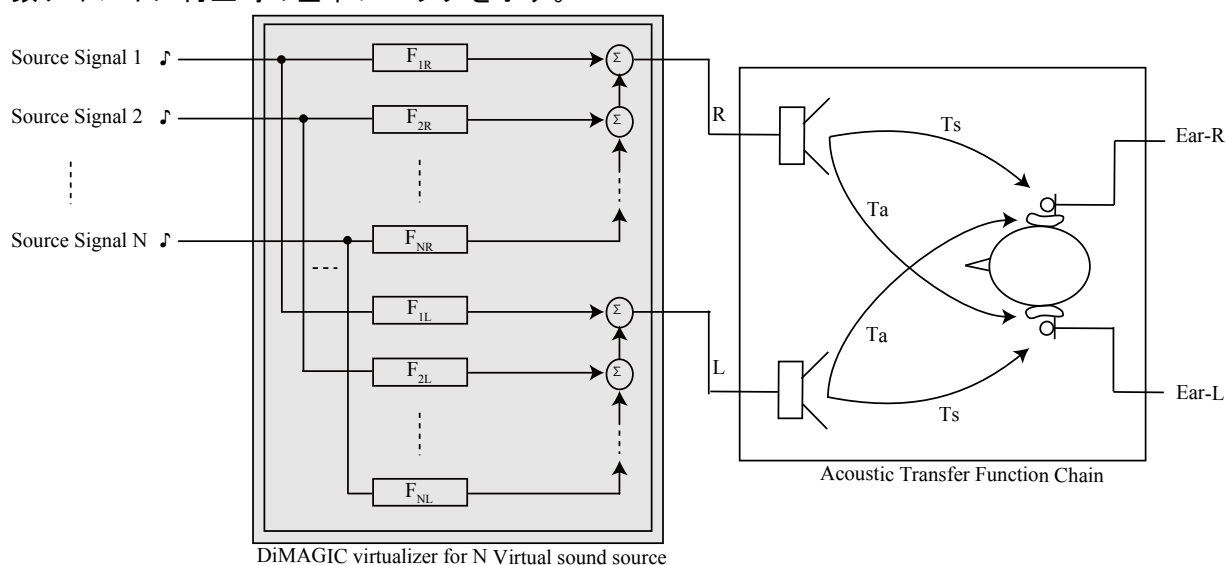 Source Signal 1
Source Signal 2
Source Signal N
F1R
F2R
FNR
F1L
F2L
FNL
Σ
Σ
Σ
Σ
R
L
Ts
Ta
Ta
Ts
Ear-R
Ear-L
Acoustic Transfer Function Chain
DiMAGIC virtualizer for N Virtual sound source